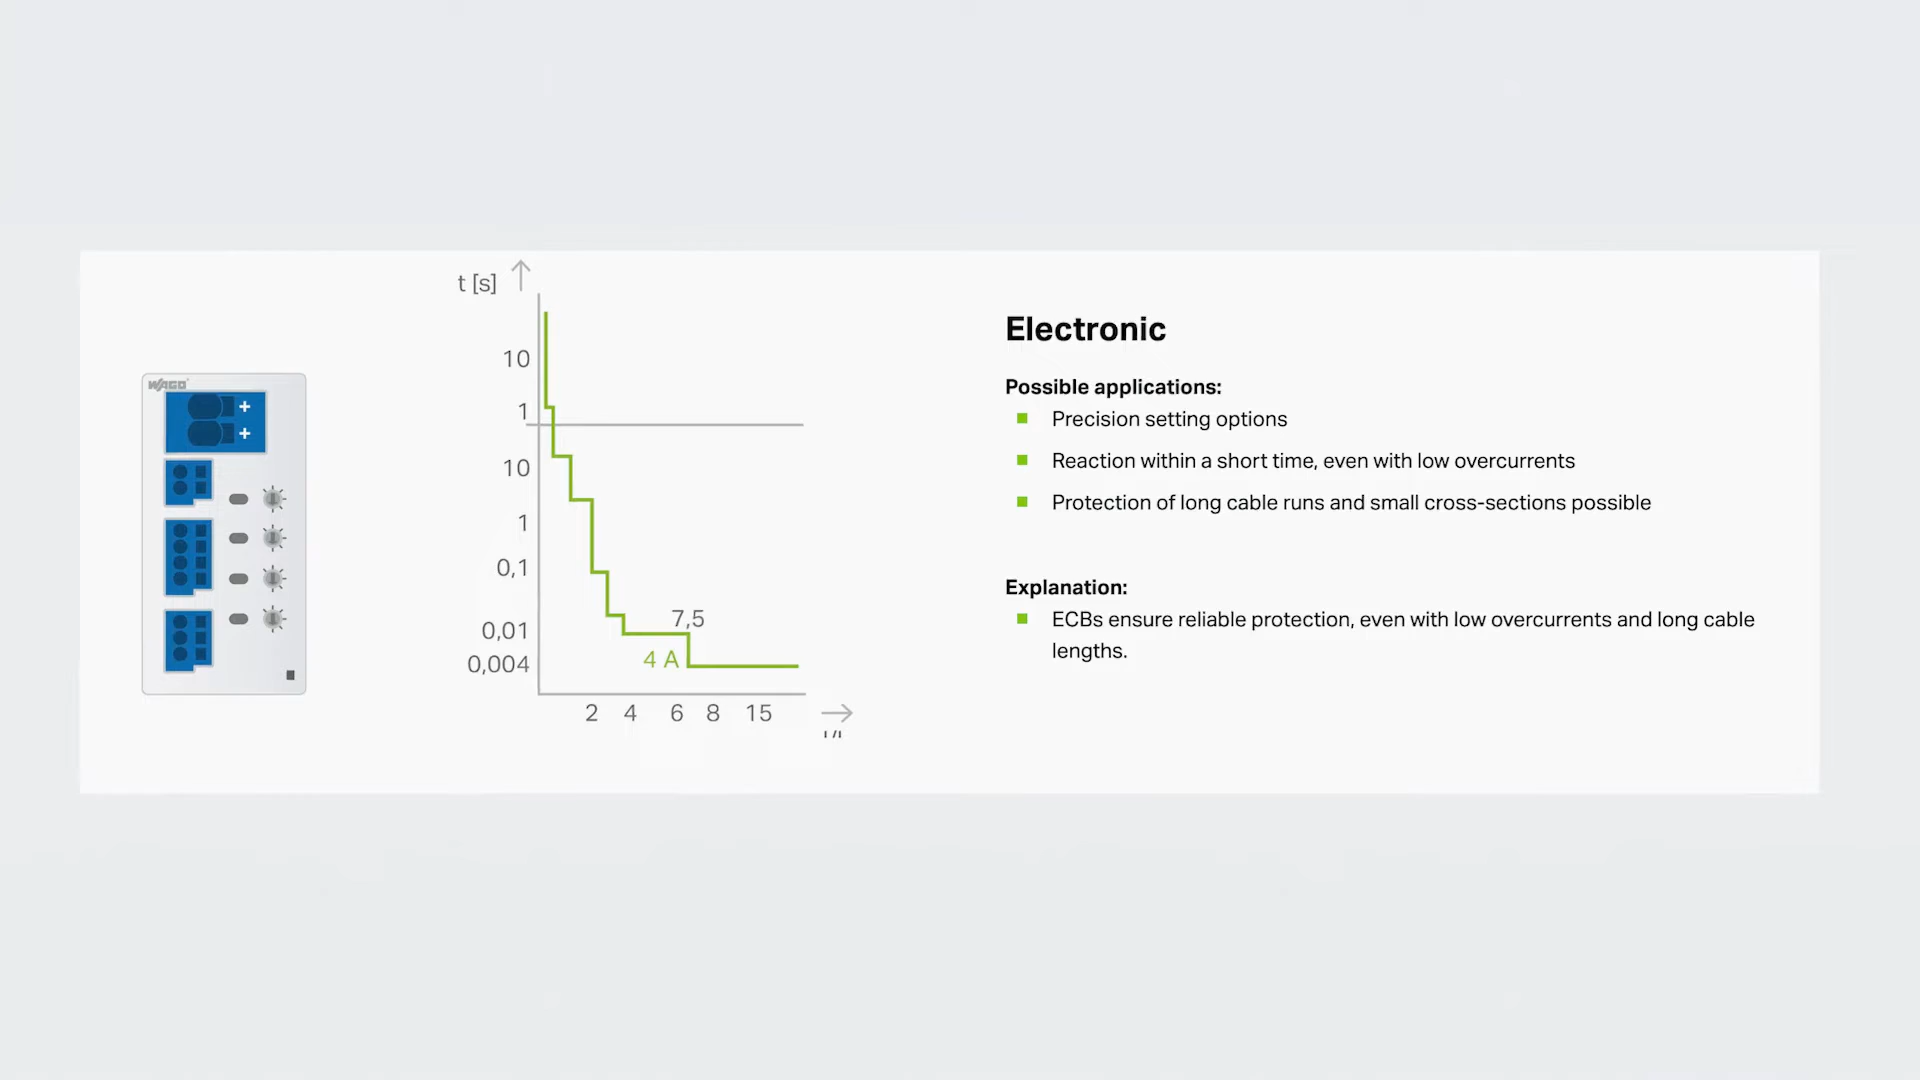 WAGO
+
+
t [s]
10
1
10
1
0,1
0,01
0,004
7,5
4 A
2 4 6 8 15
Electronic
Possible applications:
Precision setting options
Reaction within a short time, even with low overcurrents
Protection of long cable runs and small cross-sections possible
Explanation:
ECBs ensure reliable protection, even with low overcurrents and long cable
lengths.